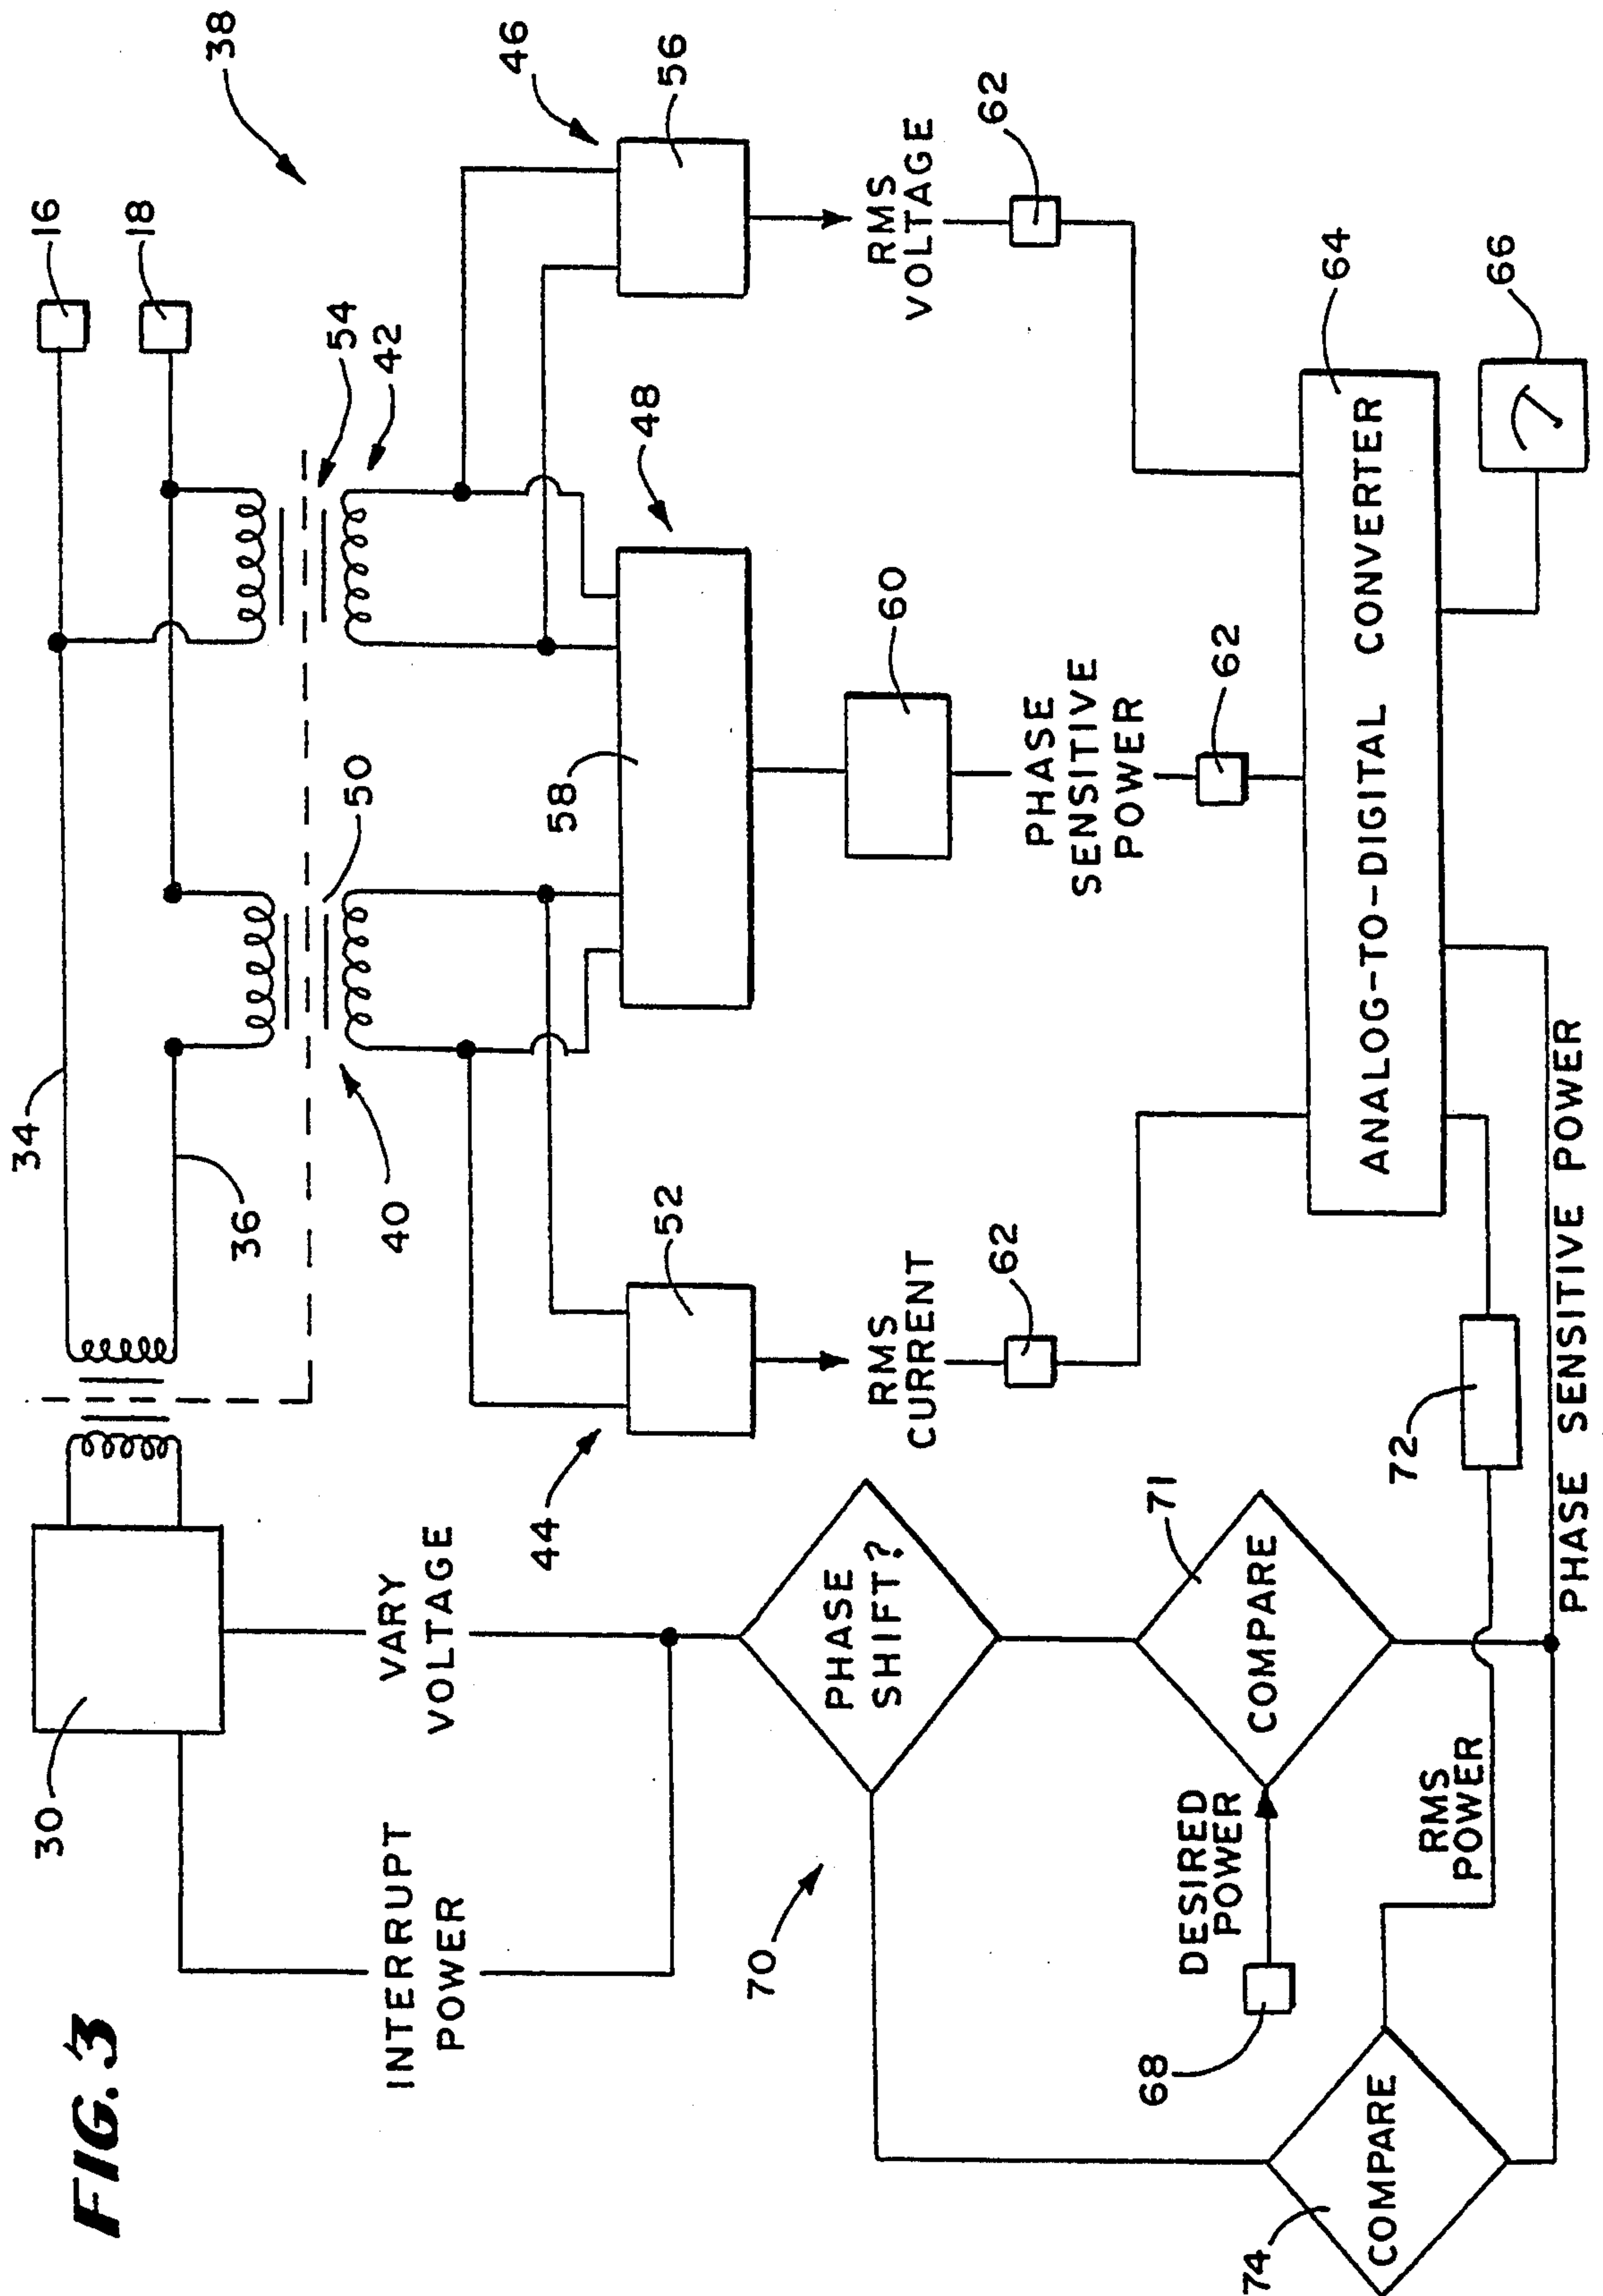 FIG. 3
30
INTERRUPT
POWER
VARY
VOLTAGE
34
36
16
18
38
40
50
54
42
44
52
RMS
CURRENT
62
58
48
60
PHASE
SENSITIVE
POWER
62
46
56
RMS
VOLTAGE
62
64
ANALOG-TO-DIGITAL CONVERTER
66
70
PHASE
SHIFT?
71
COMPARE
DESIRED
POWER
68
72
RMS
POWER
74
COMPARE
PHASE SENSITIVE POWER